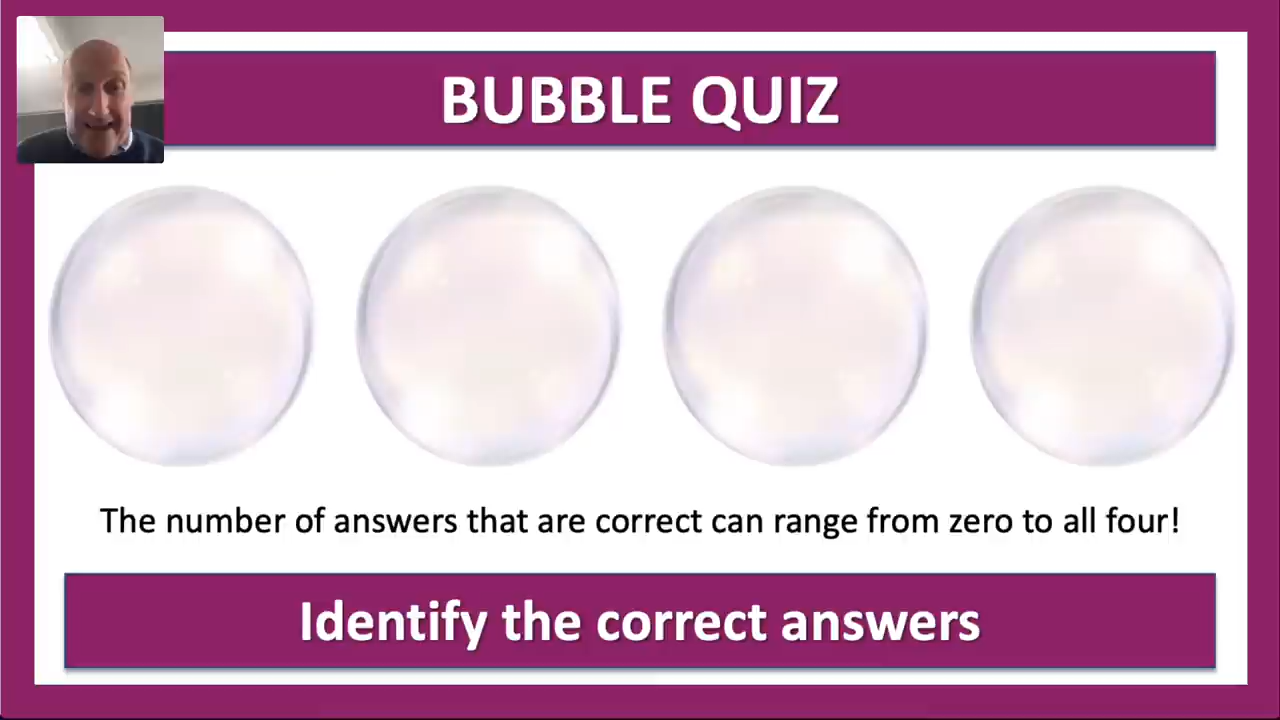 BUBBLE QUIZ
The number of answers that are correct can range from zero to all four!
Identify the correct answers